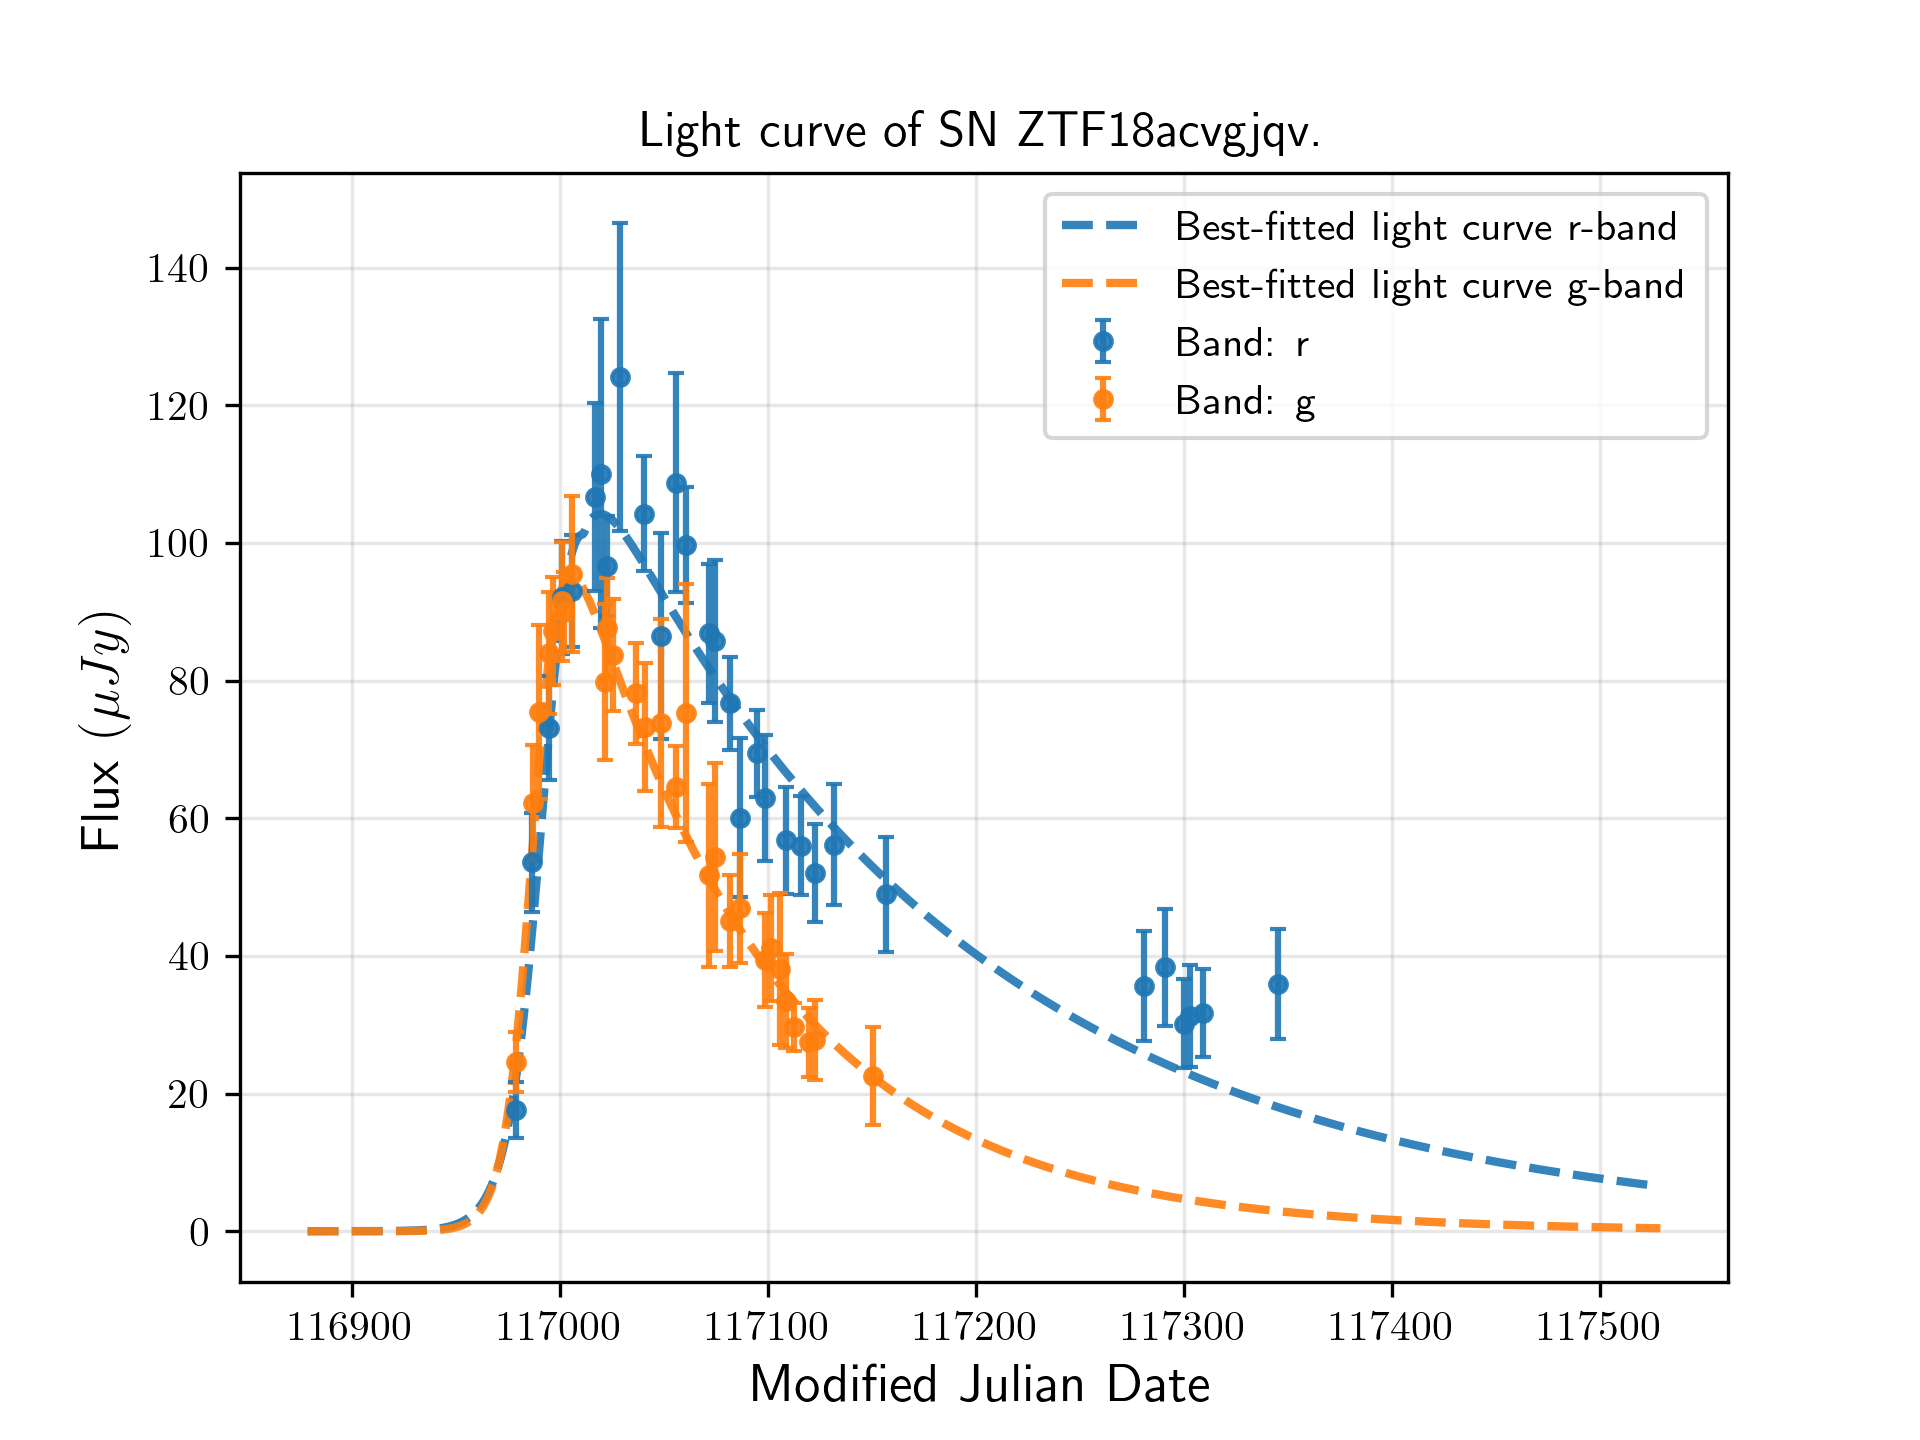 Light curve of SN ZTF18acvgjqv.
Best-fitted light curve r-band
Best-fitted light curve g-band
Band: r
Band: g
140
120
100
80
60
40
20
0
Flux (μJy)
116900 117000 117100 117200 117300 117400 117500
Modified Julian Date